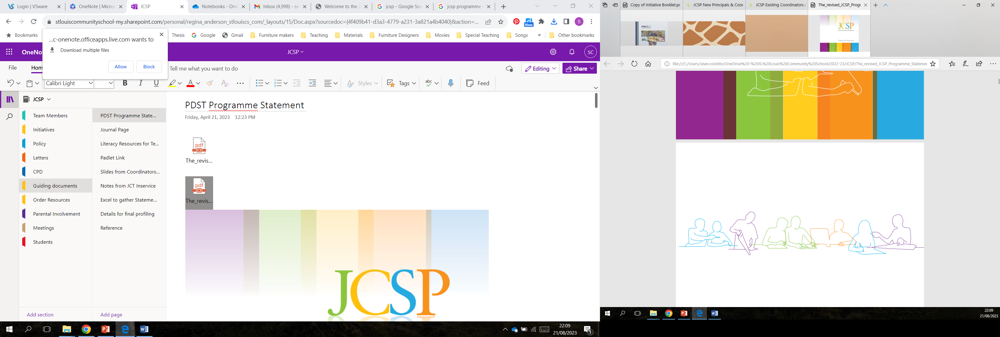 Login | VSware
OneNote | Micros
JCSP
Notebooks - One
Inbox (4,998) - se
Welcome to the J
jcsp - Google Sea
jcsp programme s
stlouiscommunityschool-my.sharepoint.com/personal/regina_anderson_stlouiscs_com/_layouts/15/Doc.aspx?sourcedoc={4f409b41-d3a3-4779-a231-3a821a4b4040}&action=...
New
S
Bookmarks
Thesis
Google
Gmail
Furniture makers
Teaching
Materials
Furniture Designers
Movies
Special Teaching
Songs
»
Other bookmarks
...c-onenote.officeapps.live.com wants to
Download multiple files
Allow
Block
OneNo
JCSP
SC
File
Hom
Tell me what you want to do
Editing
Share
Calibri Light
B
I
U
A
Styles
Tags
abc
Feed
JCSP
Team Members
Initiatives
Policy
Letters
CPD
Guiding documents
Order Resources
Parental Involvement
Meetings
Students
Add section
PDST Programme State...
Journal Page
Literacy Resources for Te...
Padlet Link
Slides from Coordinators...
Notes from JCT Inservice
Excel to gather Stateme...
Details for final profiling
Reference
Add page
PDST Programme Statement
Friday, April 21, 2023 12:23 PM
pdf
The_revis...
pdf
The_revis...
JCSP
22:09
21/08/2023
1
Copy of Initiative Booklet.pd
JCSP New Principals & Coor
JCSP Existing Coordinators a
The_revised_JCSP_Progr
PDST
JCSP
Programme Statement
file:///C:/Users/sean.costello/OneDrive%20-%20St.%20Louis%20Community%20School/2022-23/JCSP/The_revised_JCSP_Programme_Statemer
22:09
21/08/2023